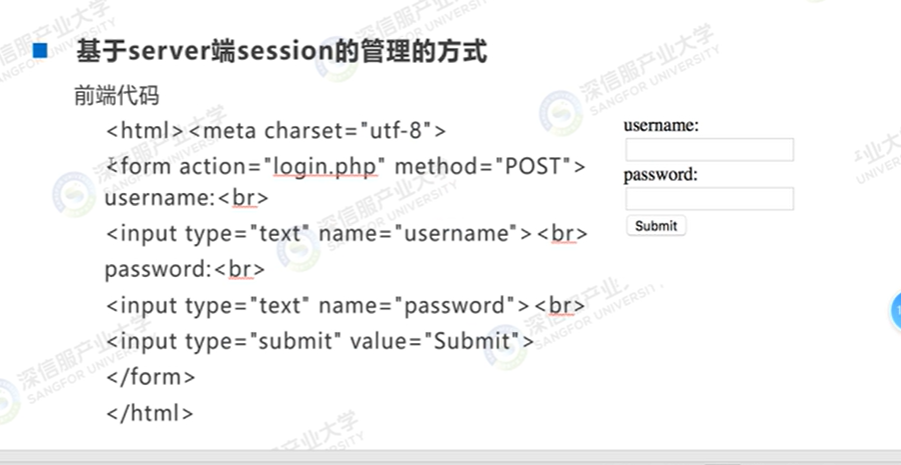 基于server端session的管理的方式
前端代码
<html><meta charset="utf-8">
<form action="login.php" method="POST">
username:<br>
<input type="text" name="username"><br>
password:<br>
<input type="text" name="password"><br>
<input type="submit" value="Submit">
</form>
</html>
username:
password:
Submit
深信服产业大学
SANGFOR UNIVERSITY